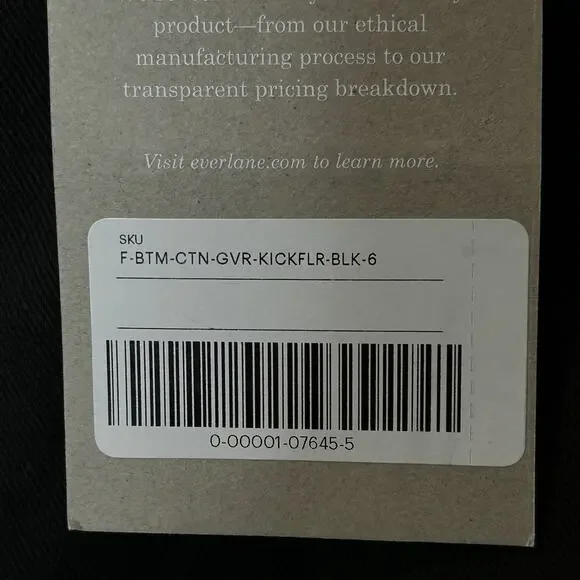 product—from our ethical
manufacturing process to our
transparent pricing breakdown.
Visit everlane.com to learn more.
SKU
F-BTM-CTN-GVR-KICKFLR-BLK-6
0-00001-07645-5